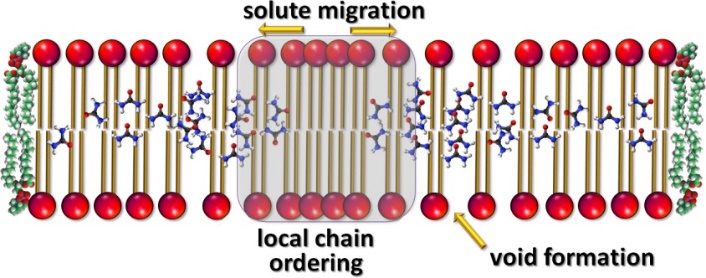 solute migration
local chain
ordering
void formation